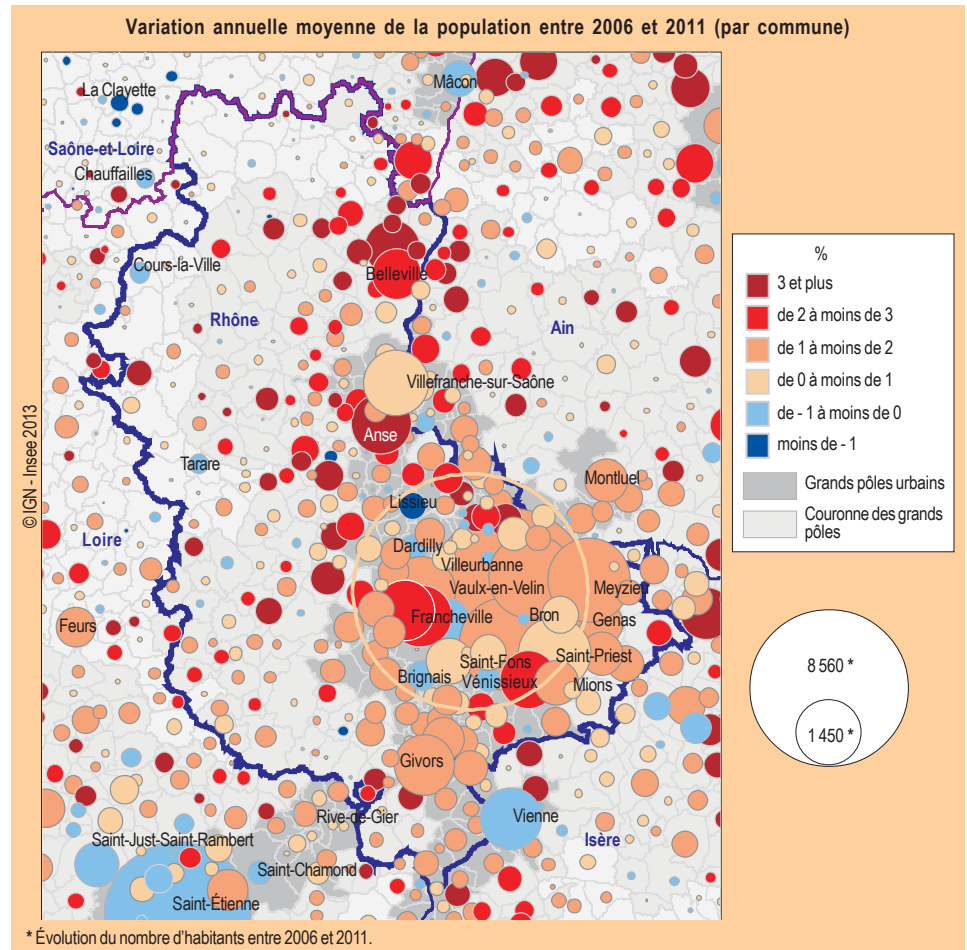 Variation annuelle moyenne de la population entre 2006 et 2011 (par commune)
La Clayette
Mâcon
Saône-et-Loire
Chauffailles
Cours-la-Ville
Belleville
Rhône
Ain
Villefranche-sur-Saône
Anse
Tarare
Montluel
Lissieu
Loire
Dardilly
Villeurbanne
Vaulx-en-Velin
Meyzieu
Feurs
Francheville
Bron
Genas
Saint-Fons
Saint-Priest
Brignais
Vénissieux
Mions
Givors
Rive-de-Gier
Vienne
Isère
Saint-Just-Saint-Rambert
Saint-Chamond
Saint-Étienne
© IGN - Insee 2013
%
3 et plus
de 2 à moins de 3
de 1 à moins de 2
de 0 à moins de 1
de - 1 à moins de 0
moins de - 1
Grands pôles urbains
Couronne des grands
pôles
8 560 *
1 450 *
* Évolution du nombre d'habitants entre 2006 et 2011.